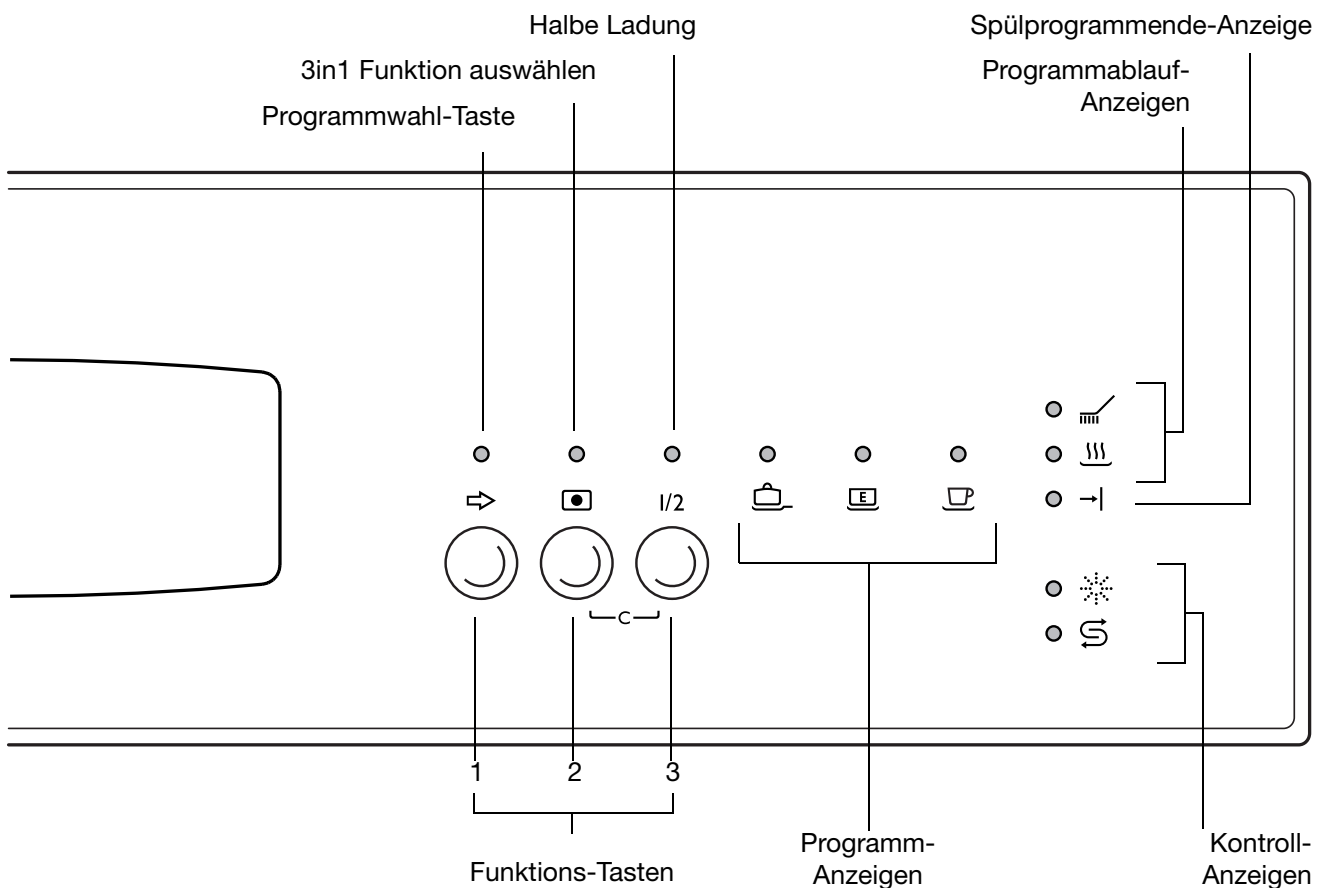 Halbe Ladung
Spülprogrammende-Anzeige
3in1 Funktion auswählen
Programmablauf-
Anzeigen
Programmwahl-Taste
1/2
E
C
1
2
3
Funktions-Tasten
Programm-
Anzeigen
Kontroll-
Anzeigen